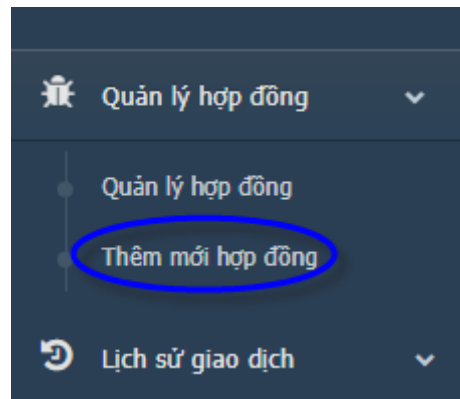 Quản lý hợp đồng
Quản lý hợp đồng
Thêm mới hợp đồng
Lịch sử giao dịch